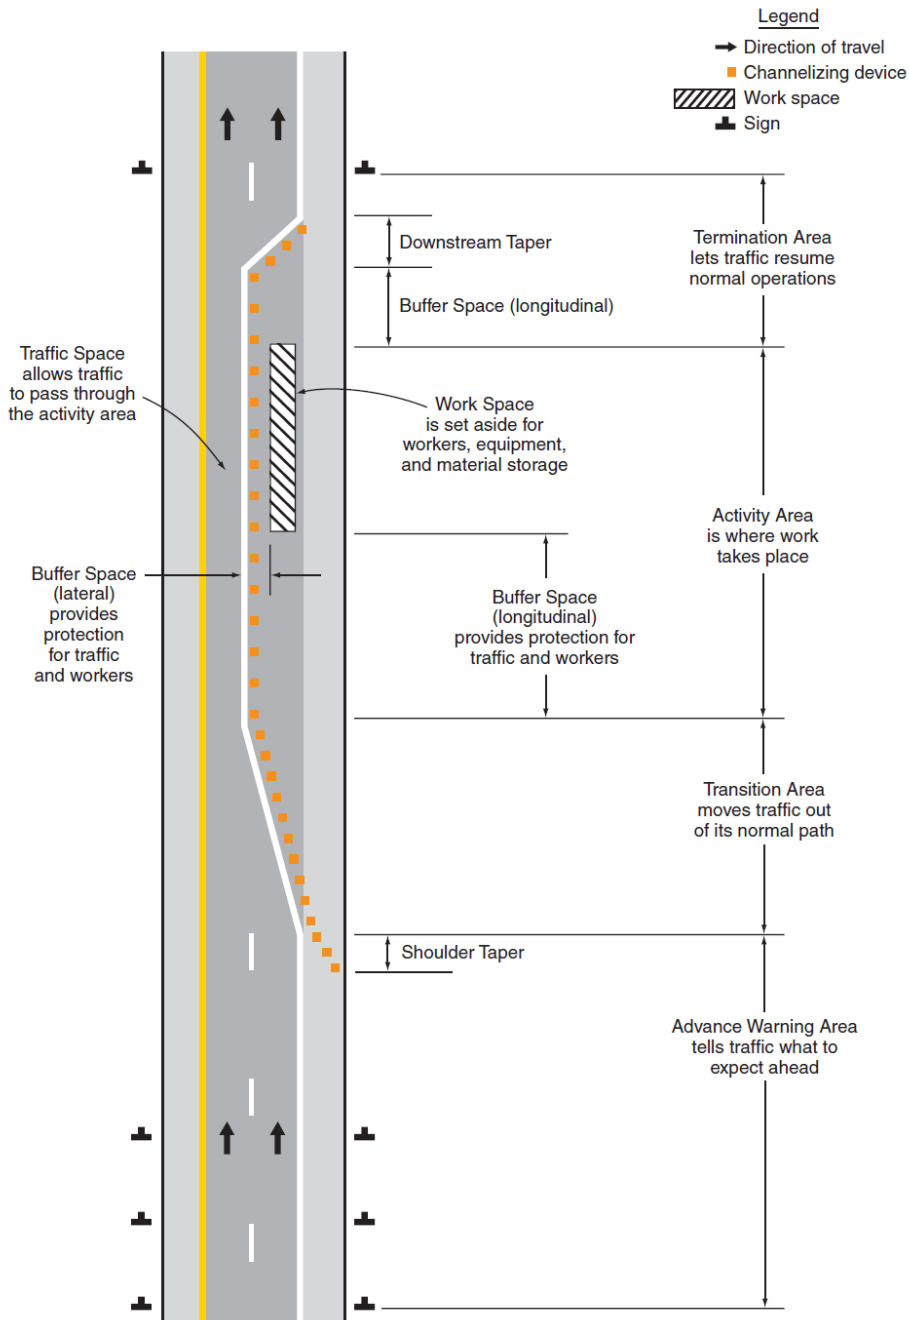 Legend
Direction of travel
Channelizing device
Work space
Sign
Downstream Taper
Termination Area
lets traffic resume
normal operations
Buffer Space (longitudinal)
Traffic Space
allows traffic
to pass through
the activity area
Work Space
is set aside for
workers, equipment,
and material storage
Activity Area
is where work
takes place
Buffer Space
(lateral)
provides
protection
for traffic
and workers
Buffer Space
(longitudinal)
provides protection for
traffic and workers
Transition Area
moves traffic out
of its normal path
Shoulder Taper
Advance Warning Area
tells traffic what to
expect ahead